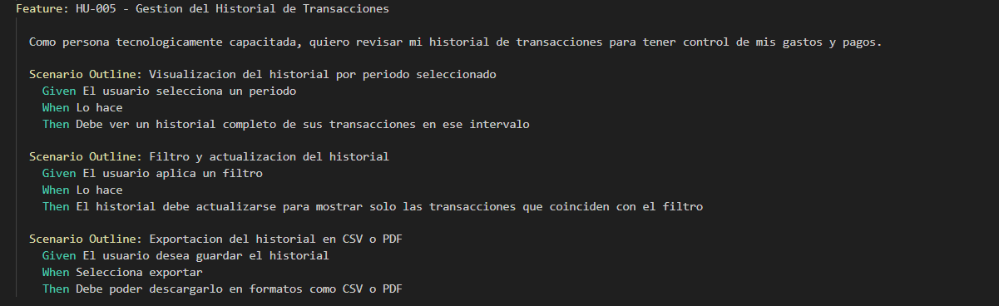 Feature: HU-005 - Gestion del Historial de Transacciones
Como persona tecnologicamente capacitada, quiero revisar mi historial de transacciones para tener control de mis gastos y pagos.
Scenario Outline: Visualizacion del historial por periodo seleccionado
Given El usuario selecciona un periodo
When Lo hace
Then Debe ver un historial completo de sus transacciones en ese intervalo
Scenario Outline: Filtro y actualizacion del historial
Given El usuario aplica un filtro
When Lo hace
Then El historial debe actualizarse para mostrar solo las transacciones que coinciden con el filtro
Scenario Outline: Exportacion del historial en CSV o PDF
Given El usuario desea guardar el historial
When Selecciona exportar
Then Debe poder descargarlo en formatos como CSV o PDF